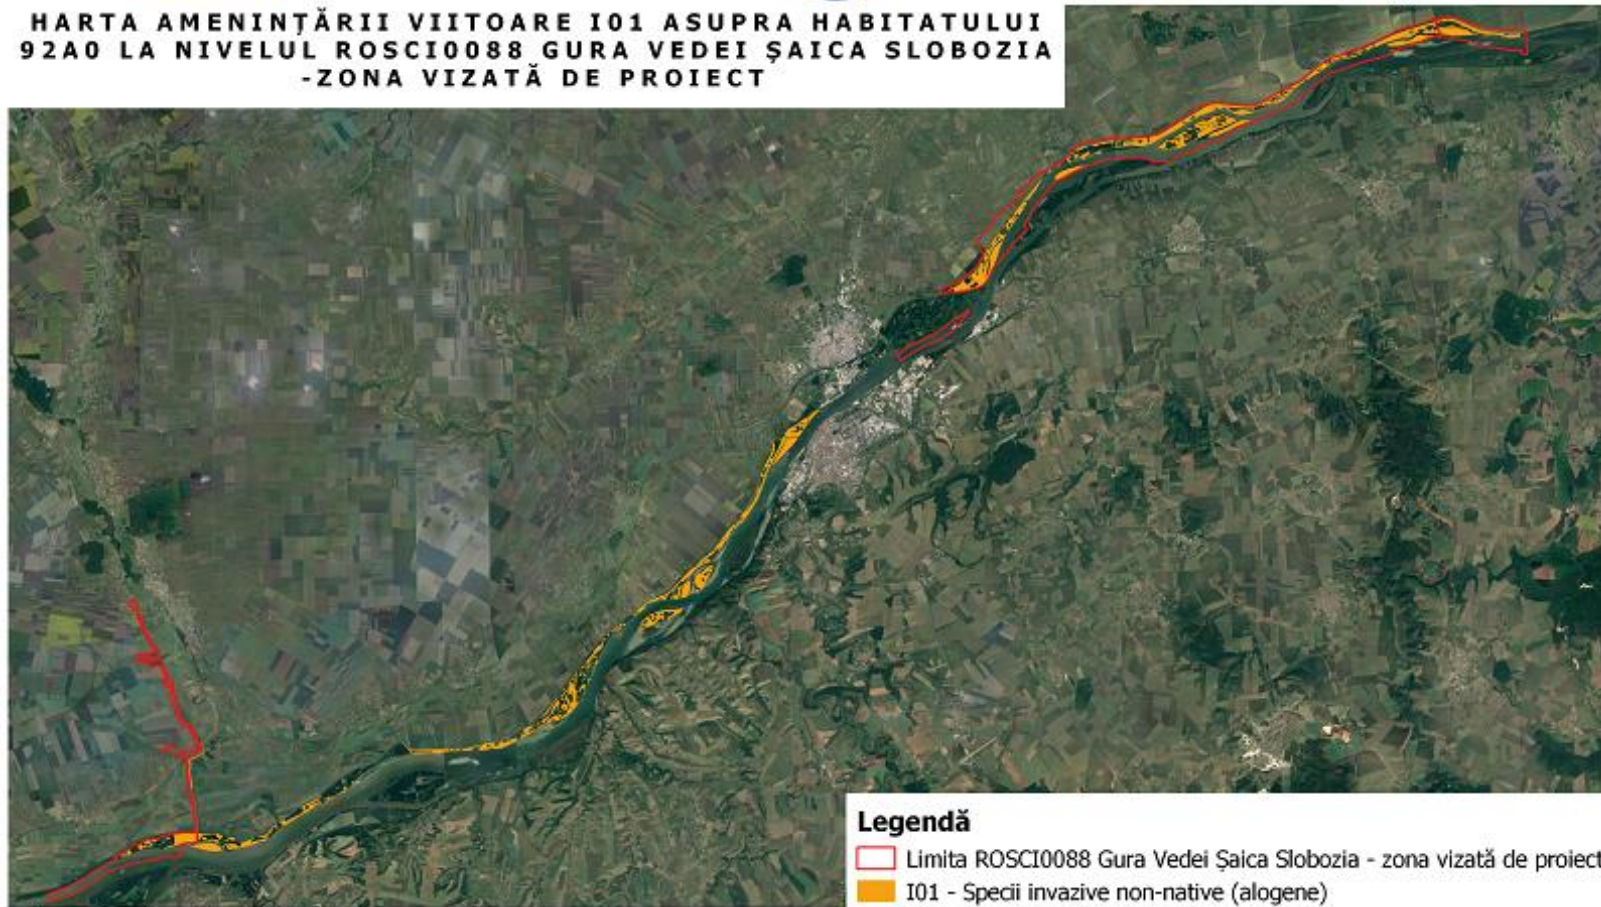 HARTA AMENINȚĂRII VIITOARE I01 ASUPRA HABITATULUI
92A0 LA NIVELUL ROSCI0088 GURA VEDEI ȘAICA SLOBOZIA
-ZONA VIZATĂ DE PROIECT
Legendă
Limita ROSCI0088 Gura Vedei Șaica Slobozia - zona vizată de proiect
I01 - Specii invazive non-native (alogene)